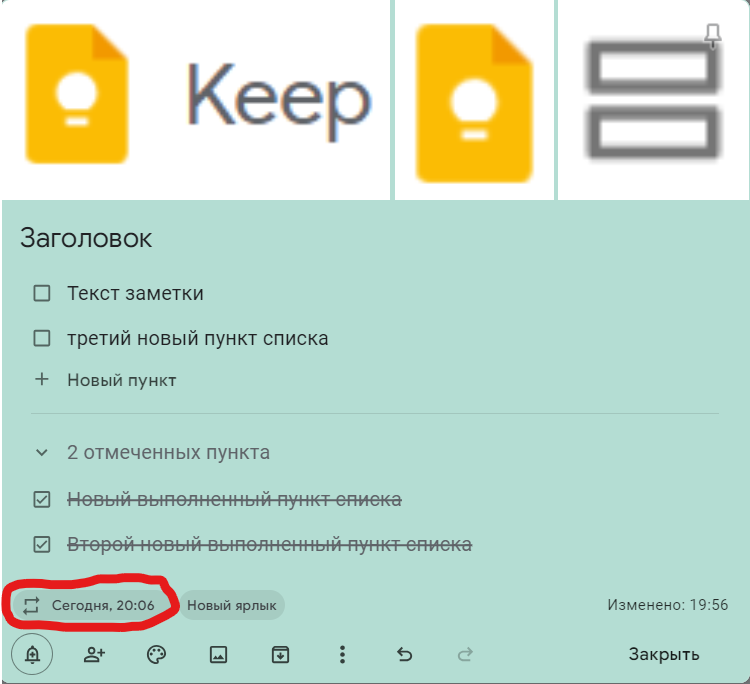 Keep
Заголовок
Текст заметки
третий новый пункт списка
Новый пункт
2 отмеченных пункта
Новый выполненный пункт списка
Второй новый выполненный пункт списка
Сегодня, 20:06 Новый ярлык Изменено: 19:56
Закрыть